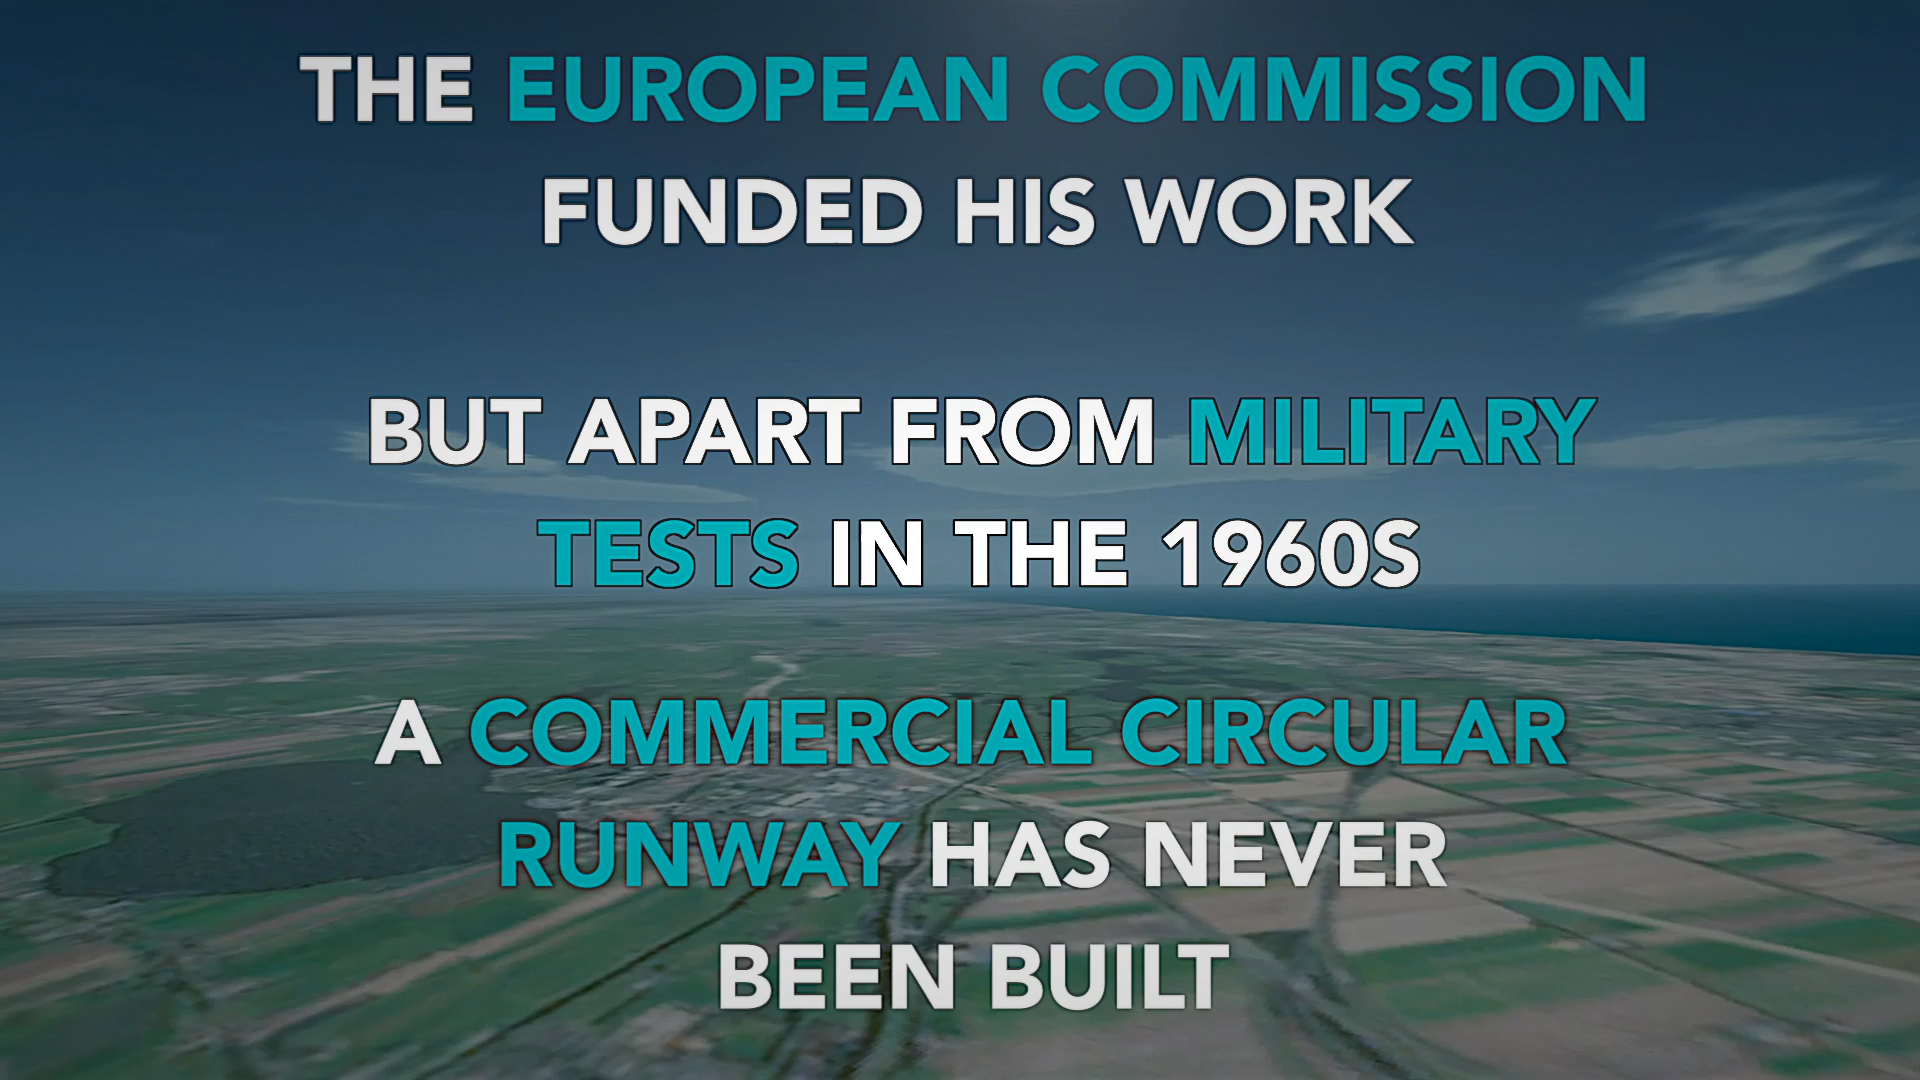 THE EUROPEAN COMMISSION
FUNDED HIS WORK
BUT APART FROM MILITARY
TESTS IN THE 1960S
A COMMERCIAL CIRCULAR
RUNWAY HAS NEVER
BEEN BUILT